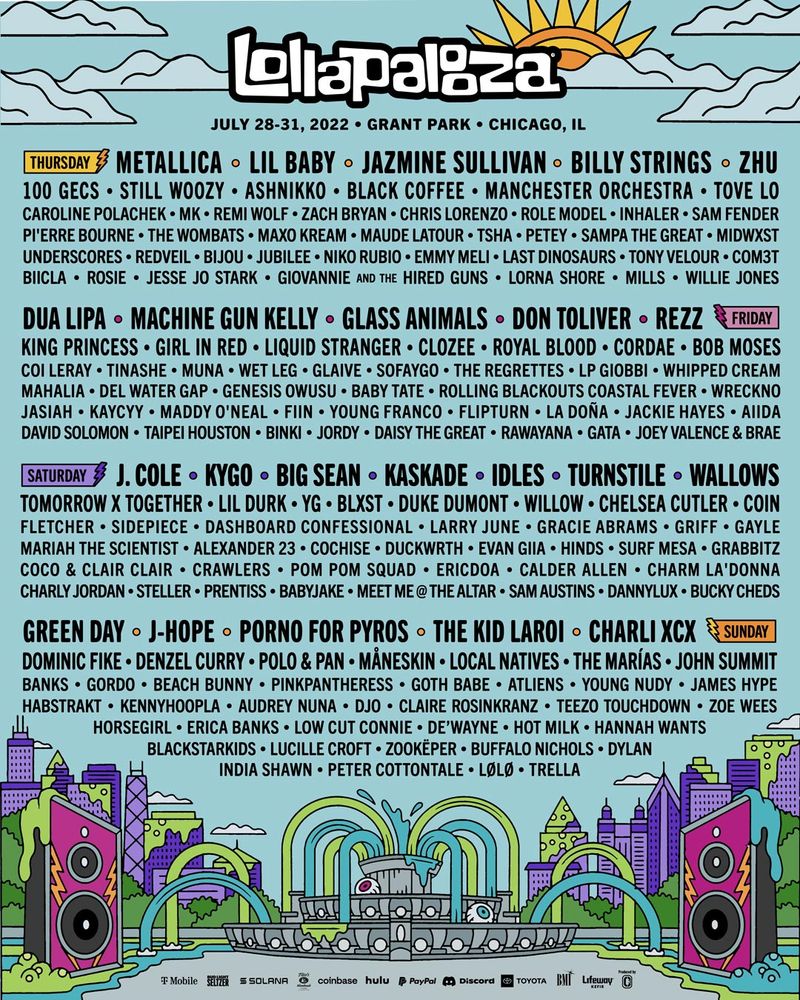 Lollapalooza
JULY 28-31, 2022 • GRANT PARK • CHICAGO, IL
THURSDAY METALLICA • LIL BABY • JAZMINE SULLIVAN • BILLY STRINGS • ZHU
100 GECS • STILL WOOZY • ASHNIKKO • BLACK COFFEE • MANCHESTER ORCHESTRA • TOVE LO
CAROLINE POLACHEK • MK • REMI WOLF • ZACH BRYAN • CHRIS LORENZO • ROLE MODEL • INHALER • SAM FENDER
PI'ERRE BOURNE • THE WOMBATS • MAXO KREAM • MAUDE LATOUR • TSHA • PETEY • SAMPA THE GREAT • MIDWXST
UNDERSCORES • REDVEIL • BIJOU • JUBILEE • NIKO RUBIO • EMMY MELI • LAST DINOSAURS • TONY VELOUR • COM3T
BIICLA • ROSIE • JESSE JO STARK • GIOVANNIE AND THE HIRED GUNS • LORNA SHORE • MILLS • WILLIE JONES
DUA LIPA • MACHINE GUN KELLY • GLASS ANIMALS • DON TOLIVER • REZZ FRIDAY
KING PRINCESS • GIRL IN RED • LIQUID STRANGER • CLOZEE • ROYAL BLOOD • CORDAE • BOB MOSES
COI LERAY • TINASHE • MUNA • WET LEG • GLAIVE • SOFAYGO • THE REGRETTES • LP GIOBBI • WHIPPED CREAM
MAHALIA • DEL WATER GAP • GENESIS OWUSU • BABY TATE • ROLLING BLACKOUTS COASTAL FEVER • WRECKNO
JASIAH • KAYCYY • MADDY O'NEAL • FIIN • YOUNG FRANCO • FLIPTURN • LA DOÑA • JACKIE HAYES • AIIDA
DAVID SOLOMON • TAIPEI HOUSTON • BINKI • JORDY • DAISY THE GREAT • RAWAYANA • GATA • JOEY VALENCE & BRAE
SATURDAY J. COLE • KYGO • BIG SEAN • KASKADE • IDLES • TURNSTILE • WALLOWS
TOMORROW X TOGETHER • LIL DURK • YG • BLXST • DUKE DUMONT • WILLOW • CHELSEA CUTLER • COIN
FLETCHER • SIDEPIECE • DASHBOARD CONFESSIONAL • LARRY JUNE • GRACIE ABRAMS • GRIFF • GAYLE
MARIAH THE SCIENTIST • ALEXANDER 23 • COCHISE • DUCKWRTH • EVAN GIIA • HINDS • SURF MESA • GRABBITZ
COCO & CLAIR CLAIR • CRAWLERS • POM POM SQUAD • ERICDOA • CALDER ALLEN • CHARM LA'DONNA
CHARLY JORDAN • STELLER • PRENTISS • BABYJAKE • MEET ME @ THE ALTAR • SAM AUSTINS • DANNYLUX • BUCKY CHEDS
GREEN DAY • J-HOPE • PORNO FOR PYROS • THE KID LAROI • CHARLI XCX SUNDAY
DOMINIC FIKE • DENZEL CURRY • POLO & PAN • MÅNESKIN • LOCAL NATIVES • THE MARÍAS • JOHN SUMMIT
BANKS • GORDO • BEACH BUNNY • PINKPANTHERESS • GOTH BABE • ATLIENS • YOUNG NUDY • JAMES HYPE
HABSTRAKT • KENNYHOOPLA • AUDREY NUNA • DJO • CLAIRE ROSINKRANZ • TEEZO TOUCHDOWN • ZOE WEES
HORSEGIRL • ERICA BANKS • LOW CUT CONNIE • DE'WAYNE • HOT MILK • HANNAH WANTS
BLACKSTARKIDS • LUCILLE CROFT • ZOOKËPER • BUFFALO NICHOLS • DYLAN
INDIA SHAWN • PETER COTTONTALE • LØLØ • TRELLA
T Mobile BUD LIGHT SELTZER SOLANA coinbase hulu PayPal Discord TOYOTA BMI Lifeway KEFIR Produced by C